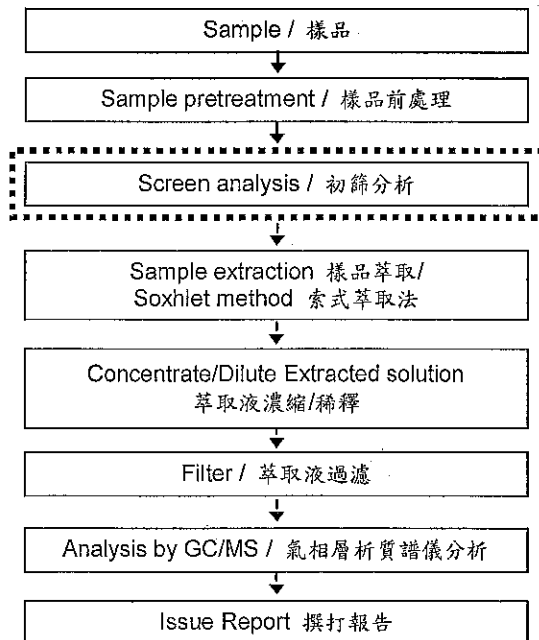 Sample / 樣品
Sample pretreatment / 樣品前處理
Screen analysis / 初篩分析
Sample extraction 樣品萃取/
Soxhlet method 索式萃取法
Concentrate/Dilute Extracted solution
萃取液濃縮/稀釋
Filter / 萃取液過濾
Analysis by GC/MS / 氣相層析質譜儀分析
Issue Report 撰打報告